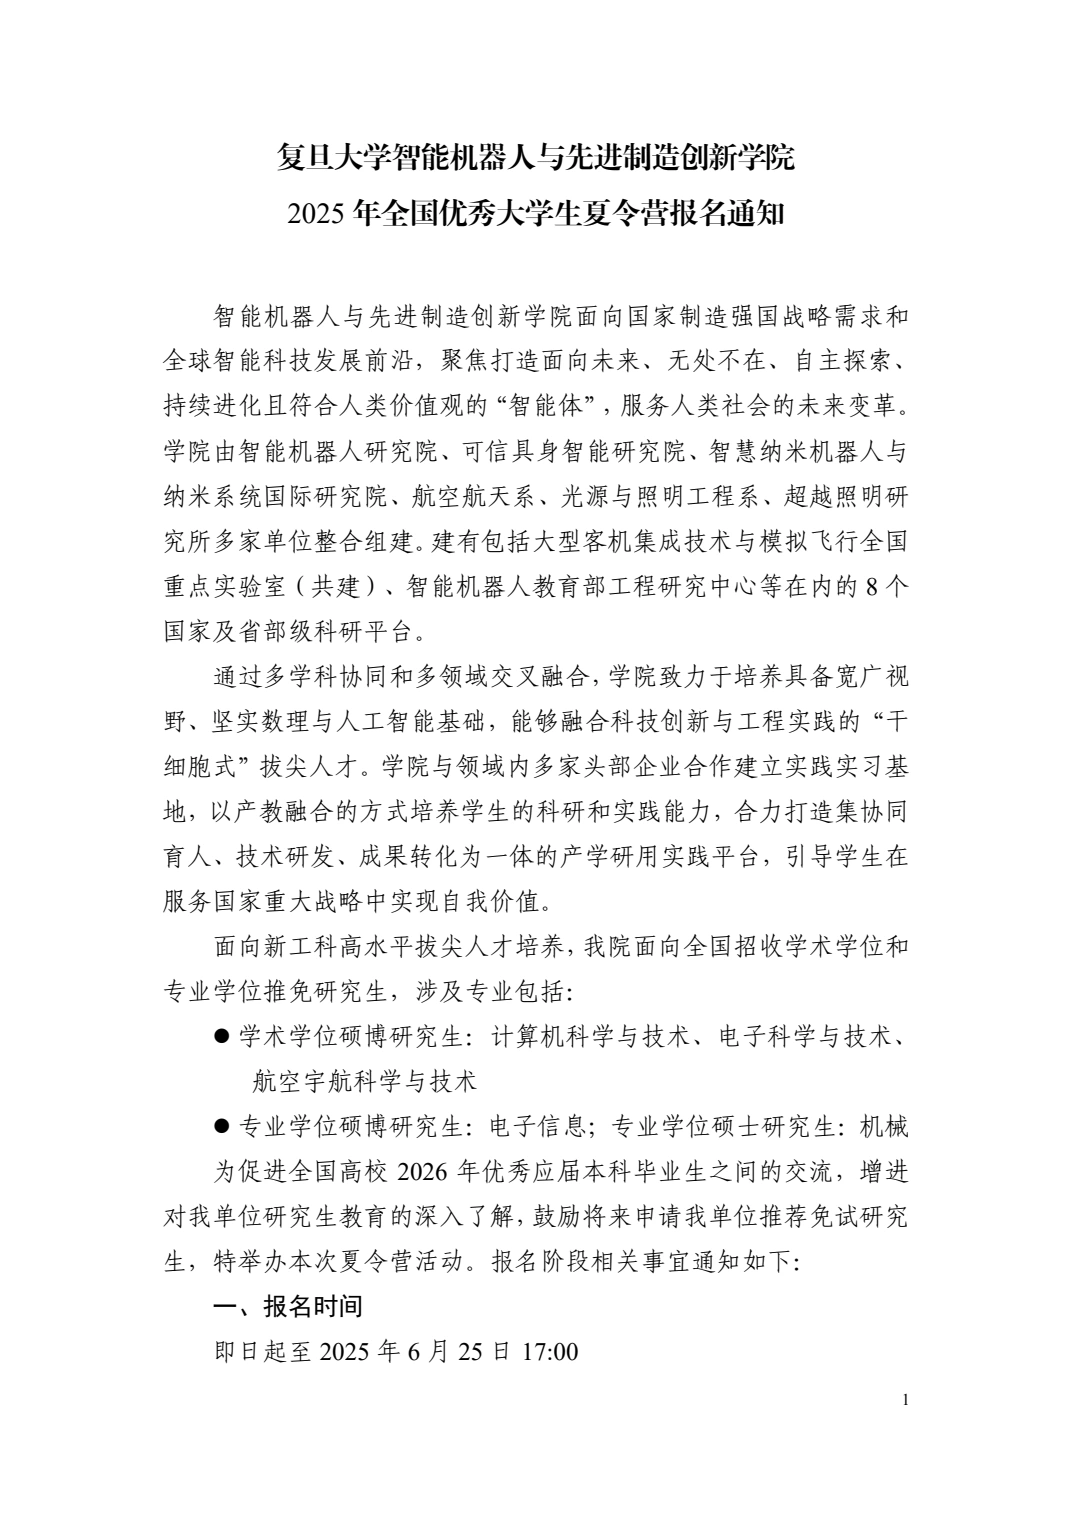 复旦大学智能机器人与先进制造创新学院
2025 年全国优秀大学生夏令营报名通知
智能机器人与先进制造创新学院面向国家制造强国战略需求和
全球智能科技发展前沿，聚焦打造面向未来、无处不在、自主探索、
持续进化且符合人类价值观的“智能体”，服务人类社会的未来变革。
学院由智能机器人研究院、可信具身智能研究院、智慧纳米机器人与
纳米系统国际研究院、航空航天系、光源与照明工程系、超越照明研
究所多家单位整合组建。建有包括大型客机集成技术与模拟飞行全国
重点实验室（共建）、智能机器人教育部工程研究中心等在内的 8 个
国家及省部级科研平台。
通过多学科协同和多领域交叉融合，学院致力于培养具备宽广视
野、坚实数理与人工智能基础，能够融合科技创新与工程实践的“干
细胞式”拔尖人才。学院与领域内多家头部企业合作建立实践实习基
地，以产教融合的方式培养学生的科研和实践能力，合力打造集协同
育人、技术研发、成果转化为一体的产学研用实践平台，引导学生在
服务国家重大战略中实现自我价值。
面向新工科高水平拔尖人才培养，我院面向全国招收学术学位和
专业学位推免研究生，涉及专业包括：
● 学术学位硕博研究生：计算机科学与技术、电子科学与技术、
航空宇航科学与技术
● 专业学位硕博研究生：电子信息；专业学位硕士研究生：机械
为促进全国高校 2026 年优秀应届本科毕业生之间的交流，增进
对我单位研究生教育的深入了解，鼓励将来申请我单位推荐免试研究
生，特举办本次夏令营活动。报名阶段相关事宜通知如下：
一、报名时间
即日起至 2025 年 6 月 25 日 17:00
1